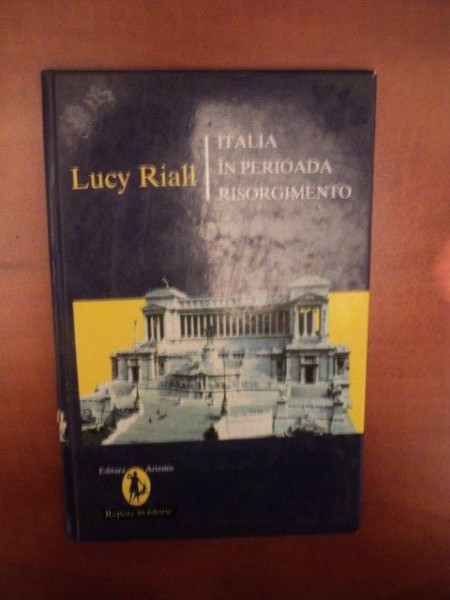 Lucy Riall
ITALIA
ÎN PERIOADA
RISORGIMENTO
Editura Artemis
Repere în istorie